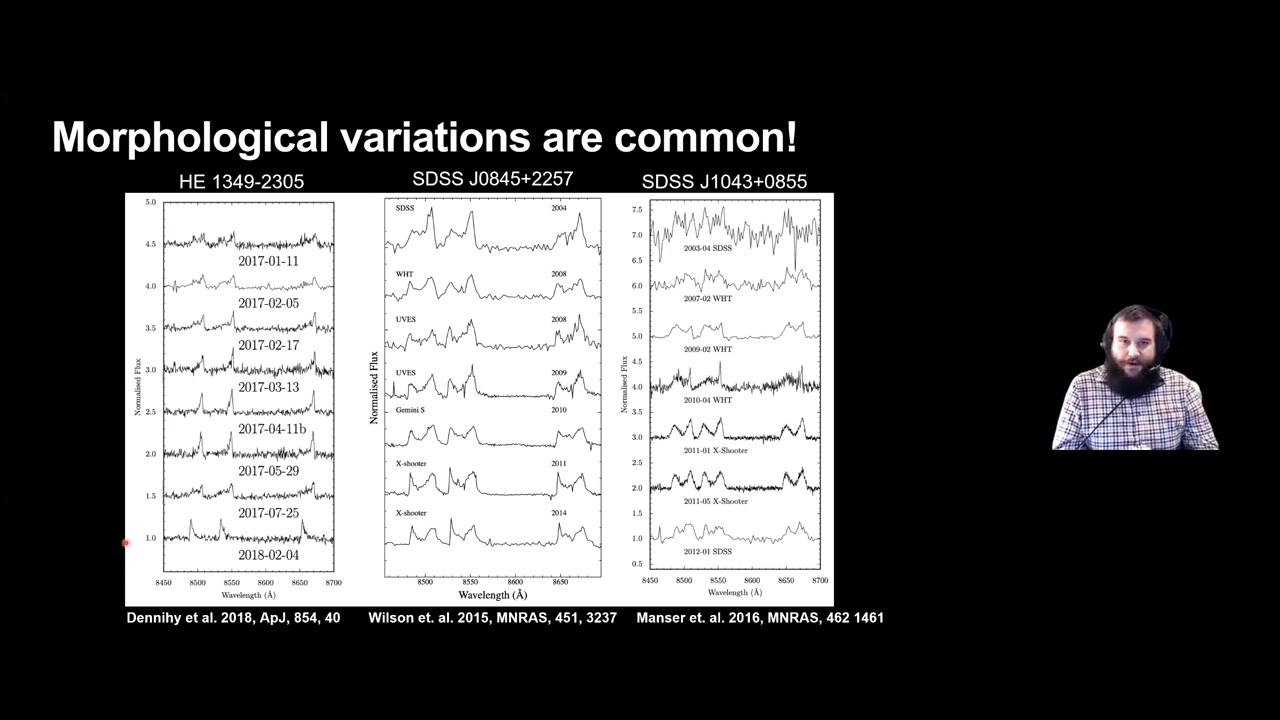 Morphological variations are common!
HE 1349-2305
SDSS J0845+2257
SDSS J1043+0855
Normalised Flux
5.0
4.5
4.0
3.5
3.0
2.5
2.0
1.5
1.0
2017-01-11
2017-02-05
2017-02-17
2017-03-13
2017-04-11b
2017-05-29
2017-07-25
2018-02-04
8450 8500 8550 8600 8650 8700
Wavelength (Å)
Normalised Flux
SDSS 2004
WHT 2008
UVES 2008
UVES 2009
Gemini S 2010
X-shooter 2011
X-shooter 2014
8500 8550 8600 8650
Wavelength (Å)
Normalised Flux
7.5
7.0
6.5
6.0
5.5
5.0
4.5
4.0
3.5
3.0
2.5
2.0
1.5
1.0
0.5
2003-04 SDSS
2007-02 WHT
2009-02 WHT
2010-04 WHT
2011-01 X-Shooter
2011-05 X-Shooter
2012-01 SDSS
8450 8500 8550 8600 8650 8700
Wavelength (Å)
Dennihy et al. 2018, ApJ, 854, 40
Wilson et. al. 2015, MNRAS, 451, 3237
Manser et. al. 2016, MNRAS, 462 1461